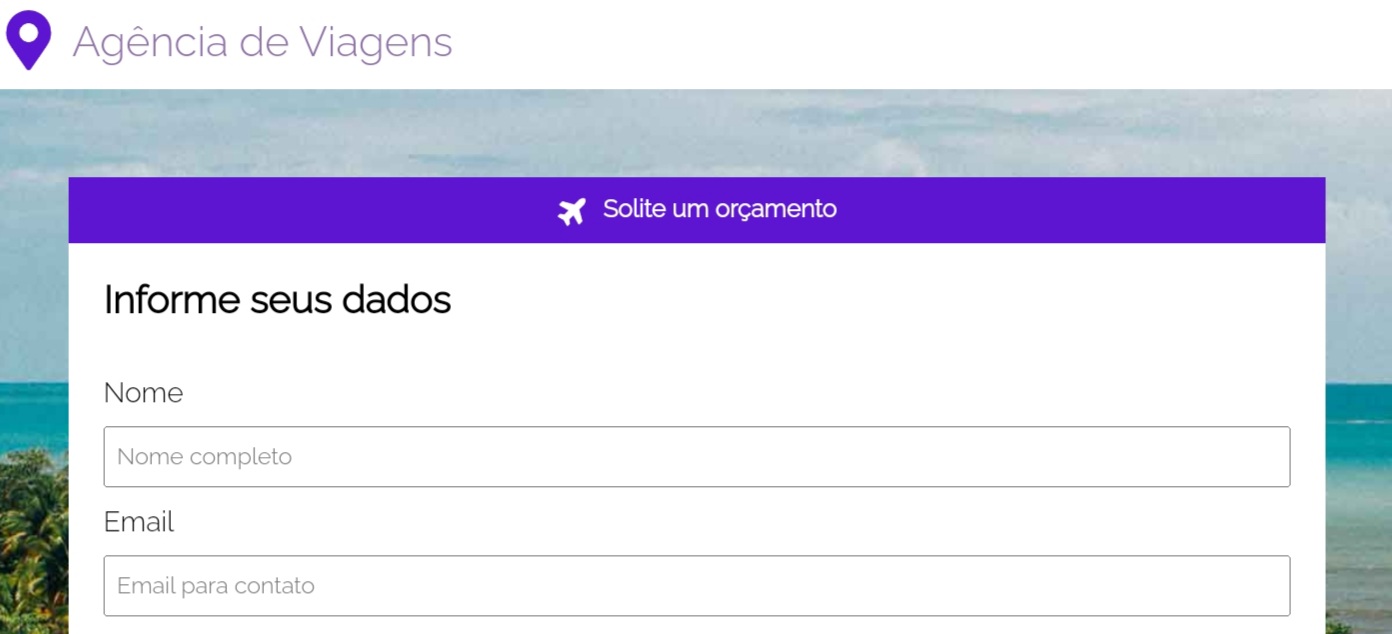 Agência de Viagens
Solite um orçamento
Informe seus dados
Nome
Nome completo
Email
Email para contato